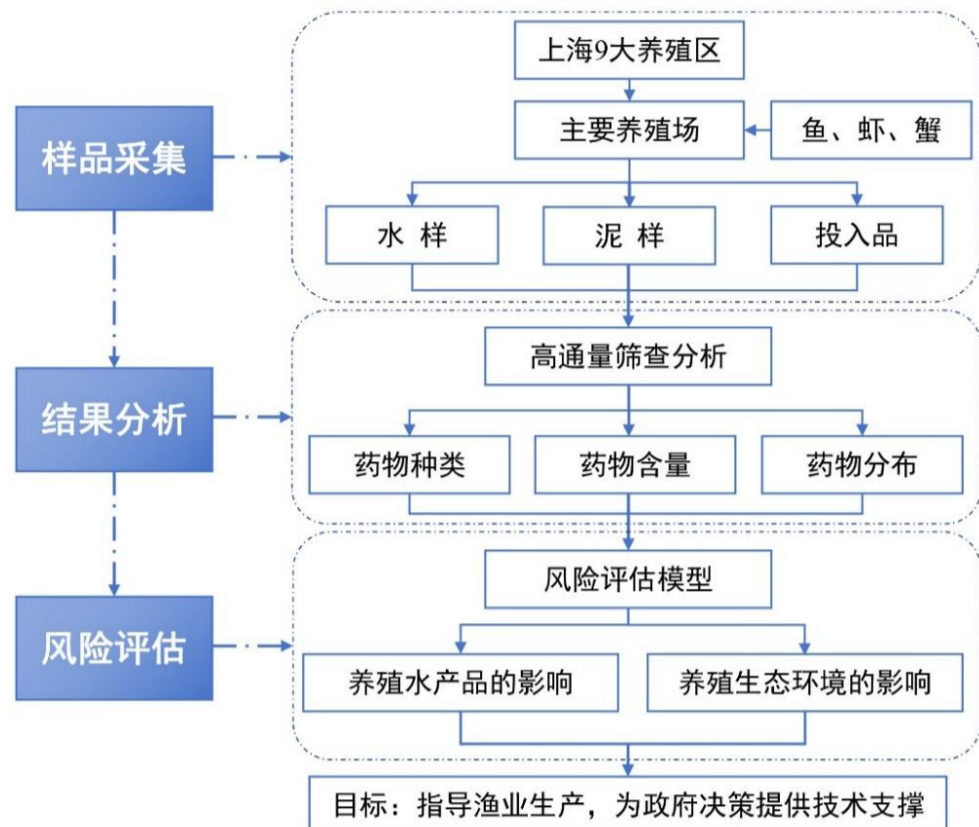 上海9大养殖区
样品采集
主要养殖场
鱼、虾、蟹
水 样
泥 样
投入品
高通量筛查分析
结果分析
药物种类
药物含量
药物分布
风险评估模型
风险评估
养殖水产品的影响
养殖生态环境的影响
目标：指导渔业生产，为政府决策提供技术支撑